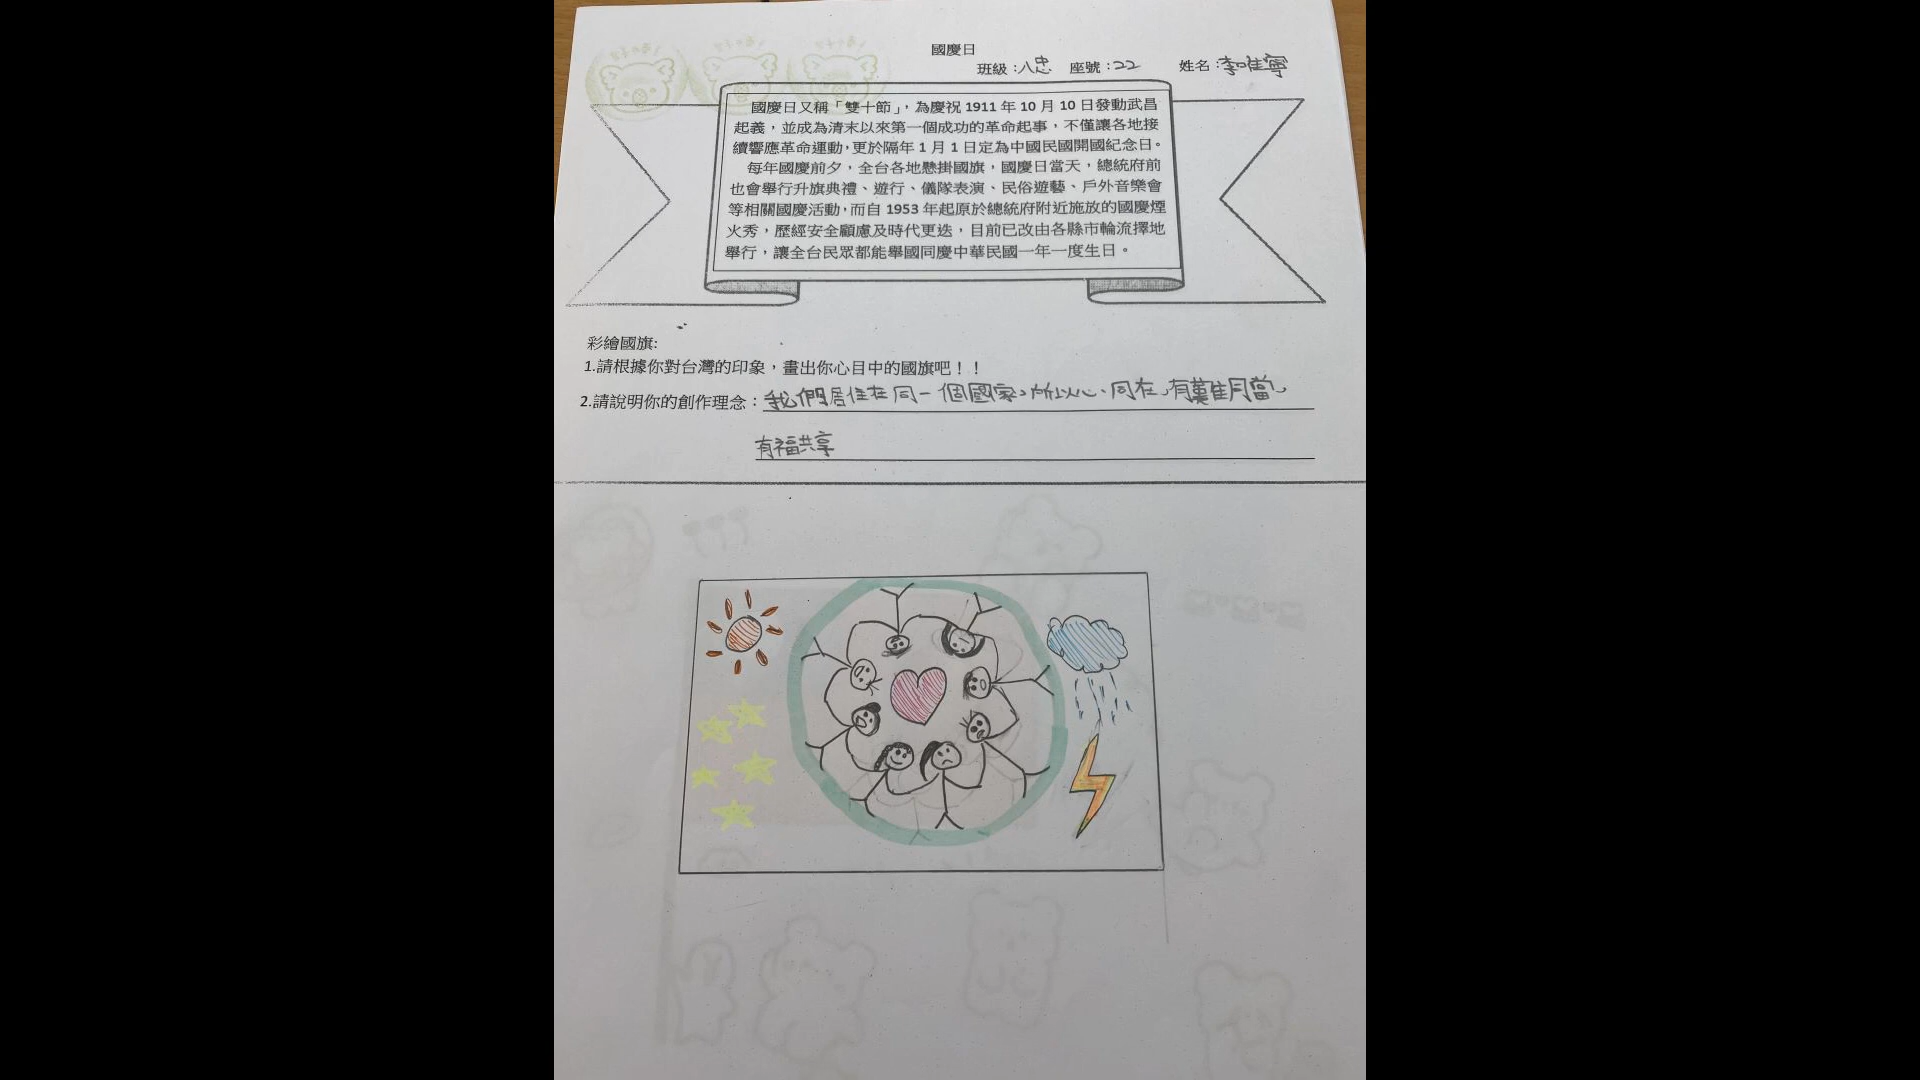 國慶日
班級：八忠 座號：22 姓名：李唯寧
國慶日又稱「雙十節」，為慶祝 1911 年 10 月 10 日發動武昌
起義，並成為清末以來第一個成功的革命起事，不僅讓各地接
續響應革命運動，更於隔年 1 月 1 日定為中國民國開國紀念日。
每年國慶前夕，全台各地懸掛國旗，國慶日當天，總統府前
也會舉行升旗典禮、遊行、儀隊表演、民俗遊藝、戶外音樂會
等相關國慶活動，而自 1953 年起原於總統府附近施放的國慶煙
火秀，歷經安全顧慮及時代更迭，目前已改由各縣市輪流擇地
舉行，讓全台民眾都能舉國同慶中華民國一年一度生日。
彩繪國旗:
1.請根據你對台灣的印象，畫出你心目中的國旗吧！！
2.請說明你的創作理念：我們居住在同一個國家，所以心、同在，有難同當，
有福共享